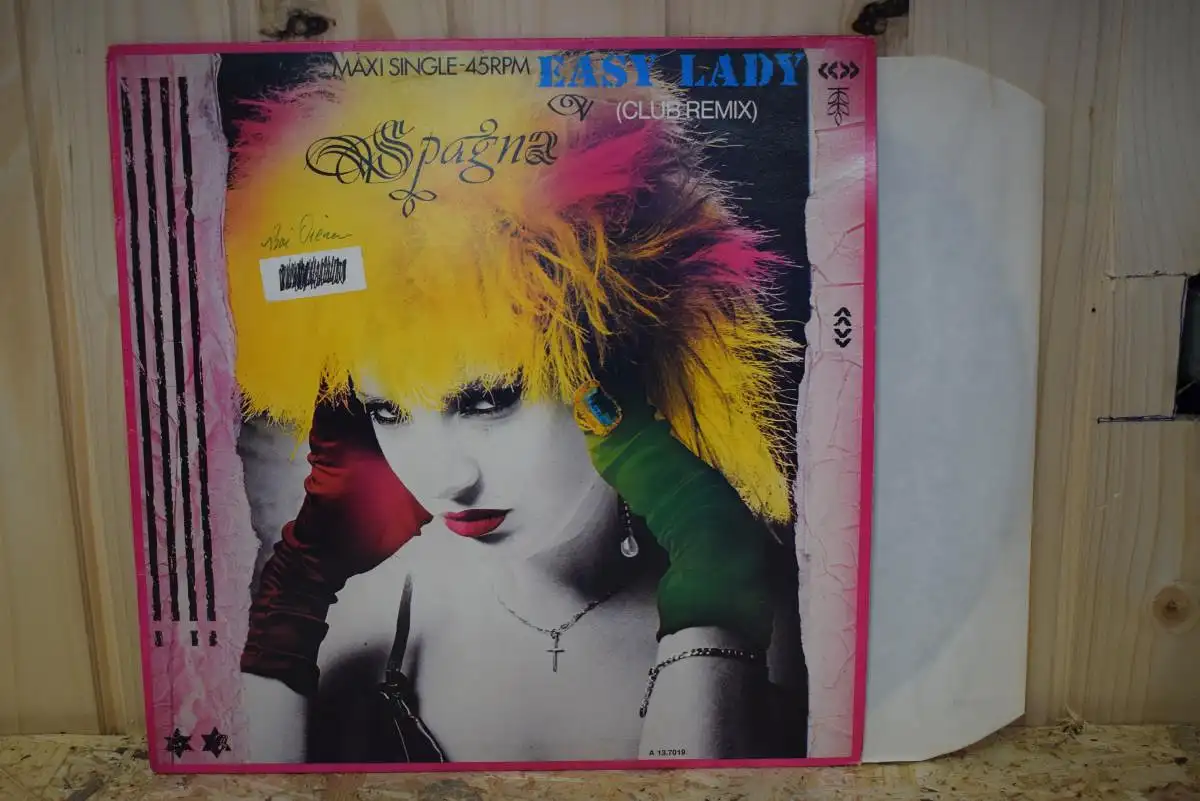 MAXI SINGLE-45RPM EASY LADY
(CLUB REMIX)
Spagna
A 13.7019